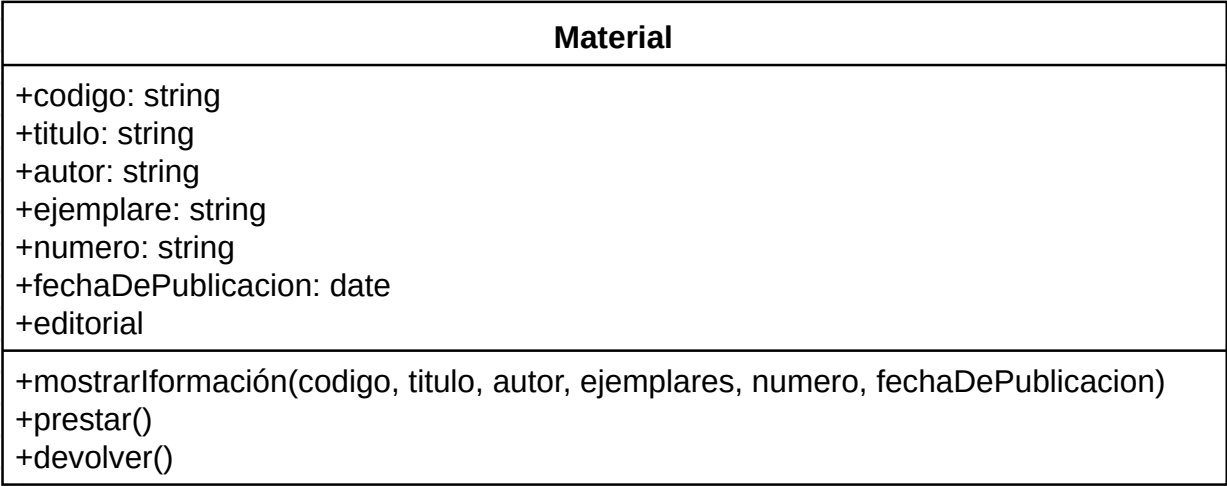 Material
+codigo: string
+titulo: string
+autor: string
+ejemplare: string
+numero: string
+fechaDePublicacion: date
+editorial
+mostrarIformación(codigo, titulo, autor, ejemplares, numero, fechaDePublicacion)
+prestar()
+devolver()